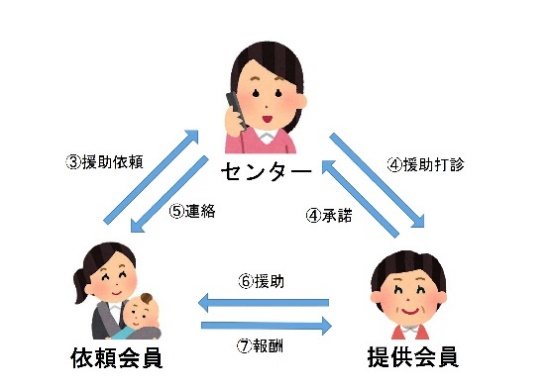 ③援助依頼
センター
④援助打診
⑤連絡
④承諾
⑥援助
⑦報酬
依頼会員
提供会員